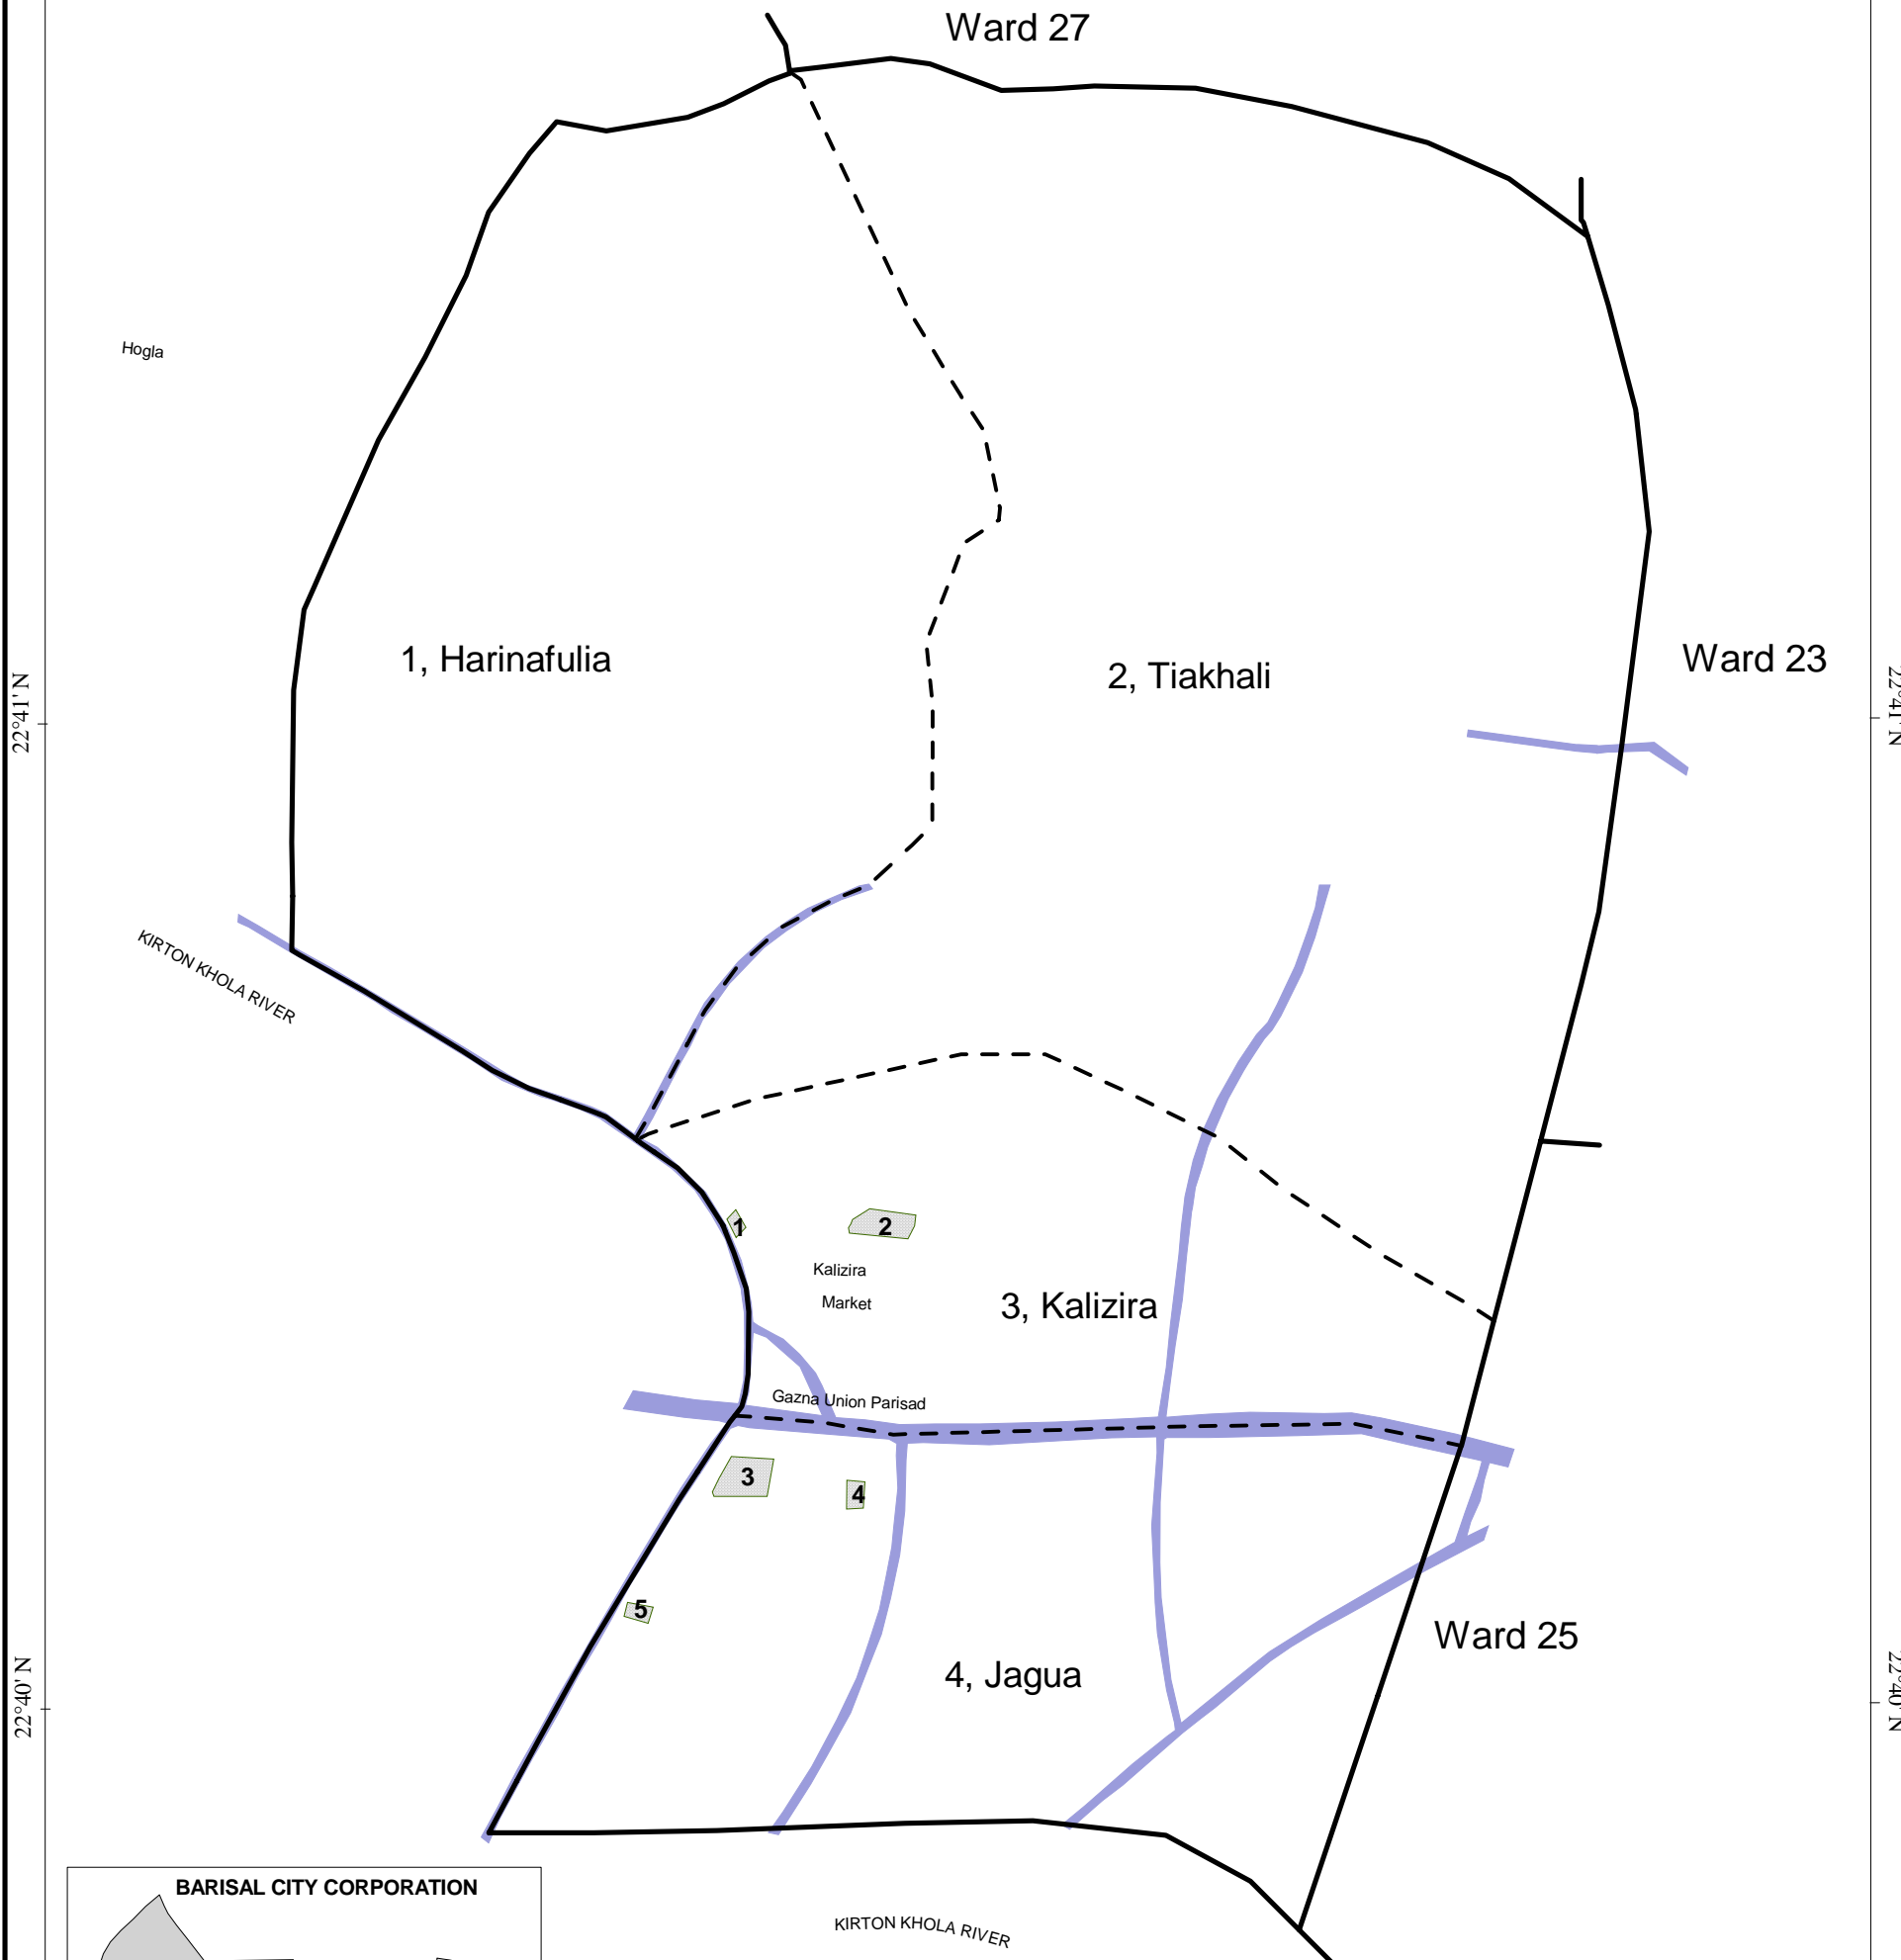 Ward 27
Hogla
1, Harinafulia
2, Tiakhali
Ward 23
22°41' N
22°41' N
KIRTON KHOLA RIVER
1
2
Kalizira
Market
3, Kalizira
Gazna Union Parisad
3
4
5
Ward 25
4, Jagua
22°40' N
22°40' N
BARISAL CITY CORPORATION
KIRTON KHOLA RIVER